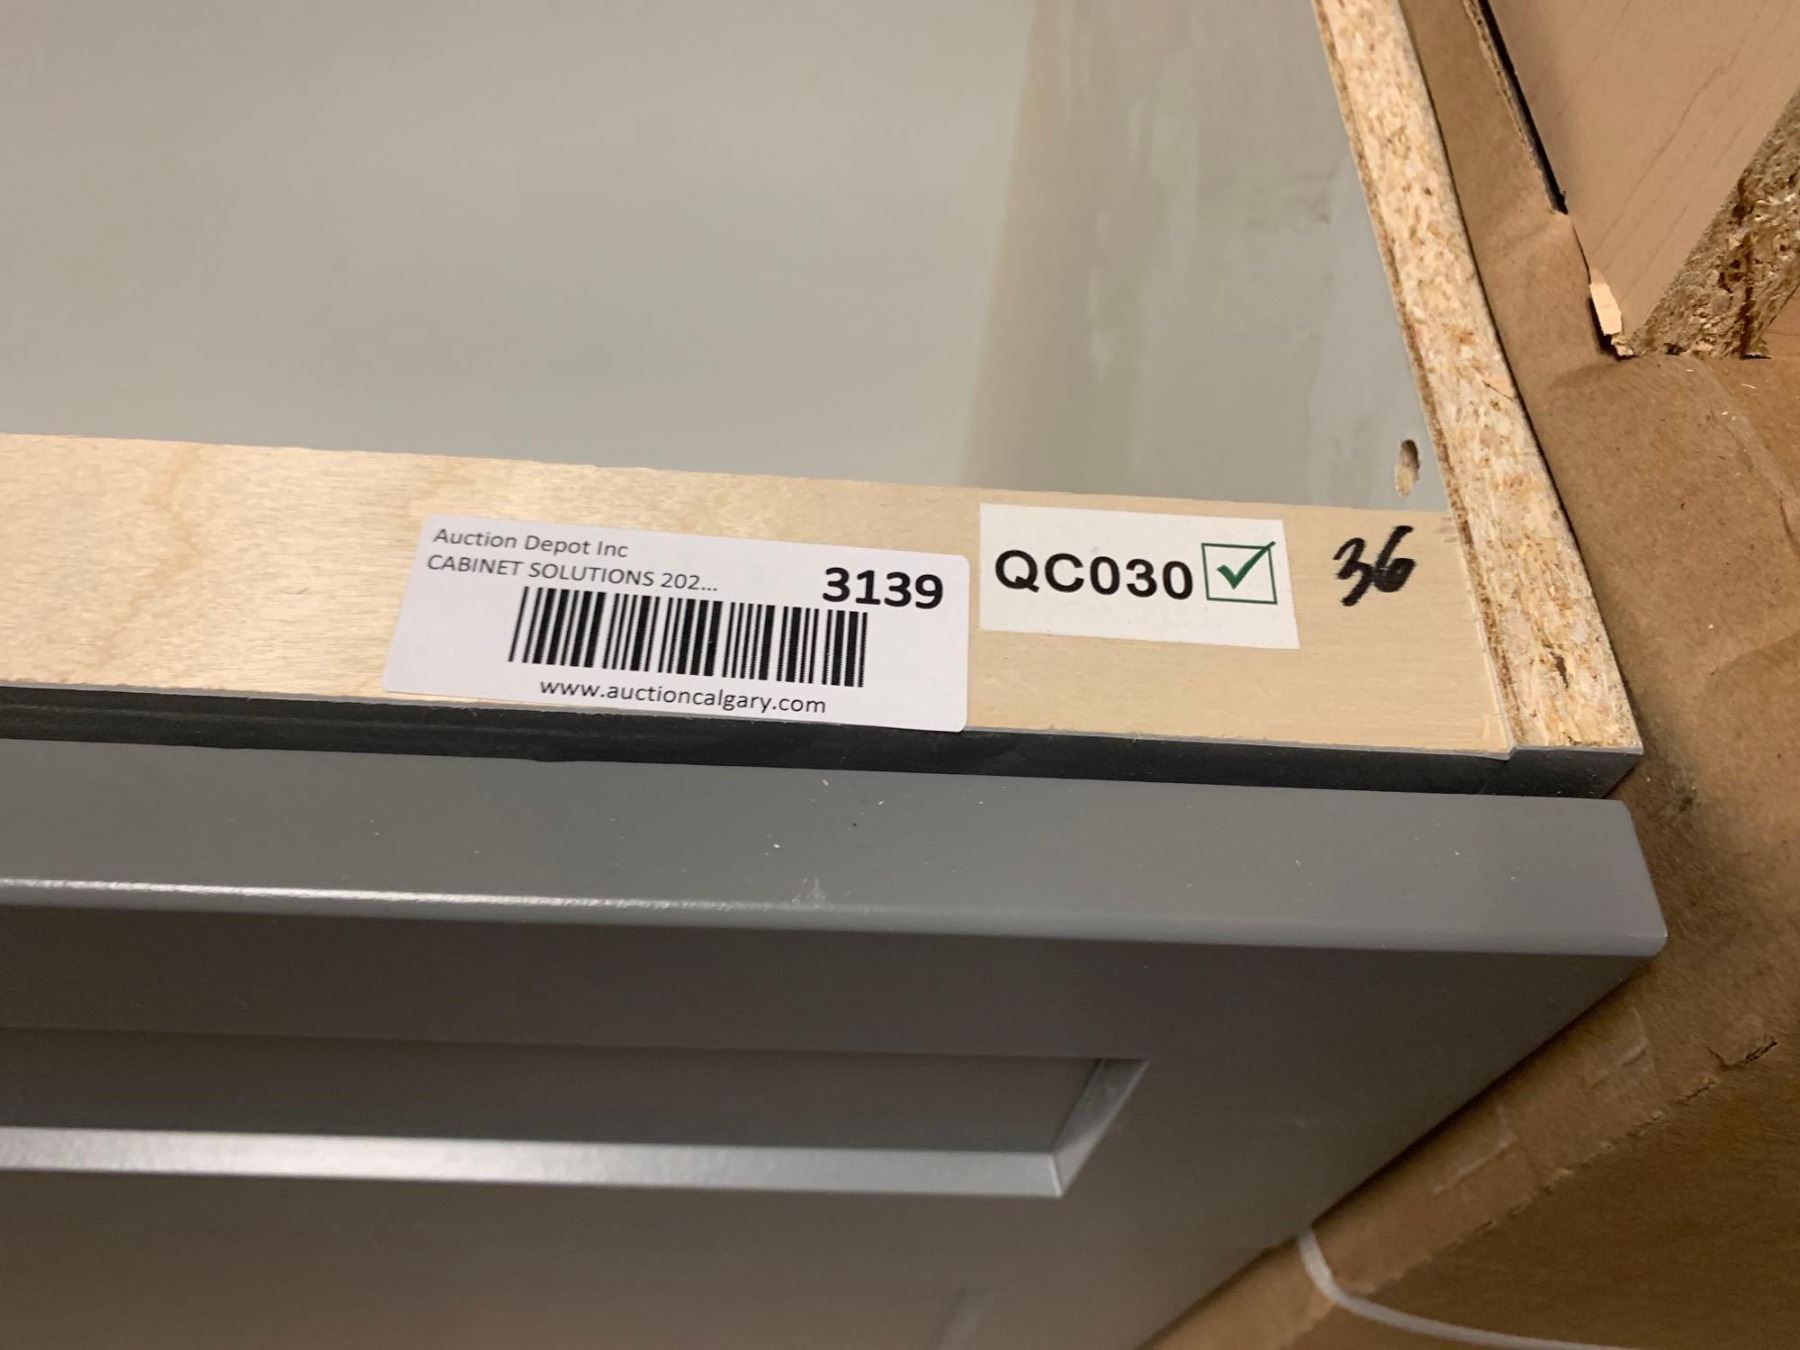 Auction Depot Inc
CABINET SOLUTIONS 202...
3139
www.auctioncalgary.com
QC030
36